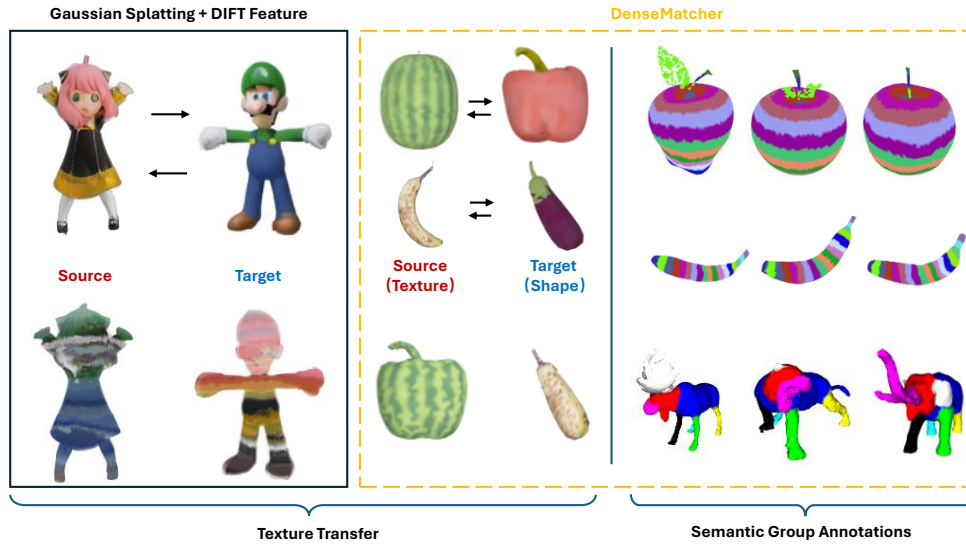 Gaussian Splatting + DIFT Feature
DenseMatcher
Source
Target
Source
(Texture)
Target
(Shape)
Texture Transfer
Semantic Group Annotations